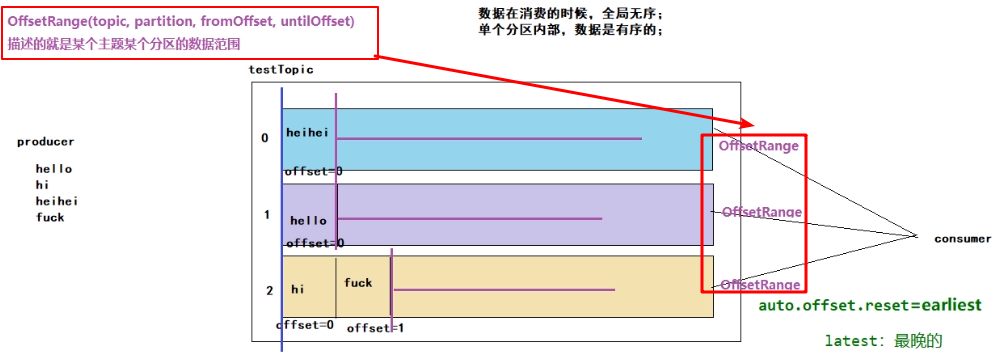 OffsetRange(topic, partition, fromOffset, untilOffset)
描述的就是某个主题某个分区的数据范围
数据在消费的时候，全局无序；
单个分区内部，数据是有序的；
testTopic
producer
hello
hi
heihei
fuck
0
heihei
offset=0
OffsetRange
1
hello
offset=0
OffsetRange
2
hi
fuck
offset=0
offset=1
OffsetRange
consumer
auto.offset.reset=earliest
latest：最晚的